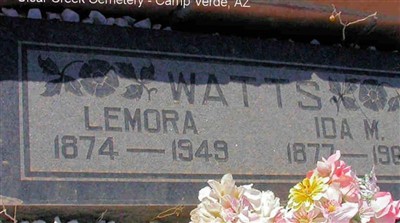 Clear Creek Cemetery - Camp Verde, AZ
WATTS
LEMORA
1874 — 1949
IDA M.
1877 —